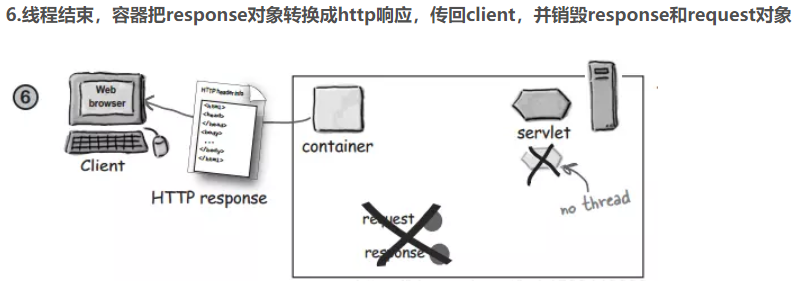 6.线程结束，容器把response对象转换成http响应，传回client，并销毁response和request对象
6
Web
browser
Client
HTTP header info
<html>
<head>
</head>
<body>
...
</body>
</html>
HTTP response
container
servlet
no thread
request
response